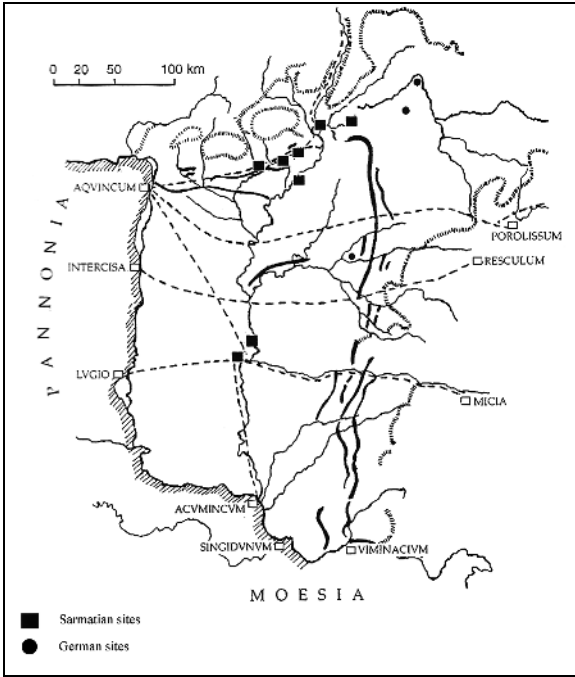 0 20 50 100 km
AQVINCUM
PANNONIA
POROLISSUM
INTERCISA
RESCULUM
LVGIO
MICIA
ACVMINCVM
SINGIDVNVM
VIMINACIVM
MOESIA
Sarmatian sites
German sites